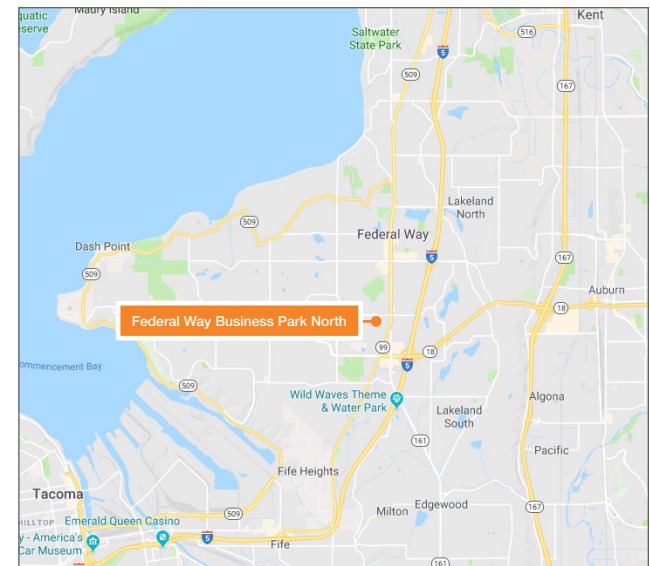 Maury Island
quatic
eserve
Kent
516
Saltwater
State Park
5
509
167
Lakeland
North
509
Federal Way
Dash Point
5
167
509
Auburn
18
Federal Way Business Park North
99
18
5
ommencement Bay
509
Wild Waves Theme
& Water Park
Algona
Lakeland
South
161
Pacific
Fife Heights
Tacoma
Milton
Edgewood
167
509
HILLTOP
Emerald Queen Casino
y - America's
Car Museum
5
Fife
161